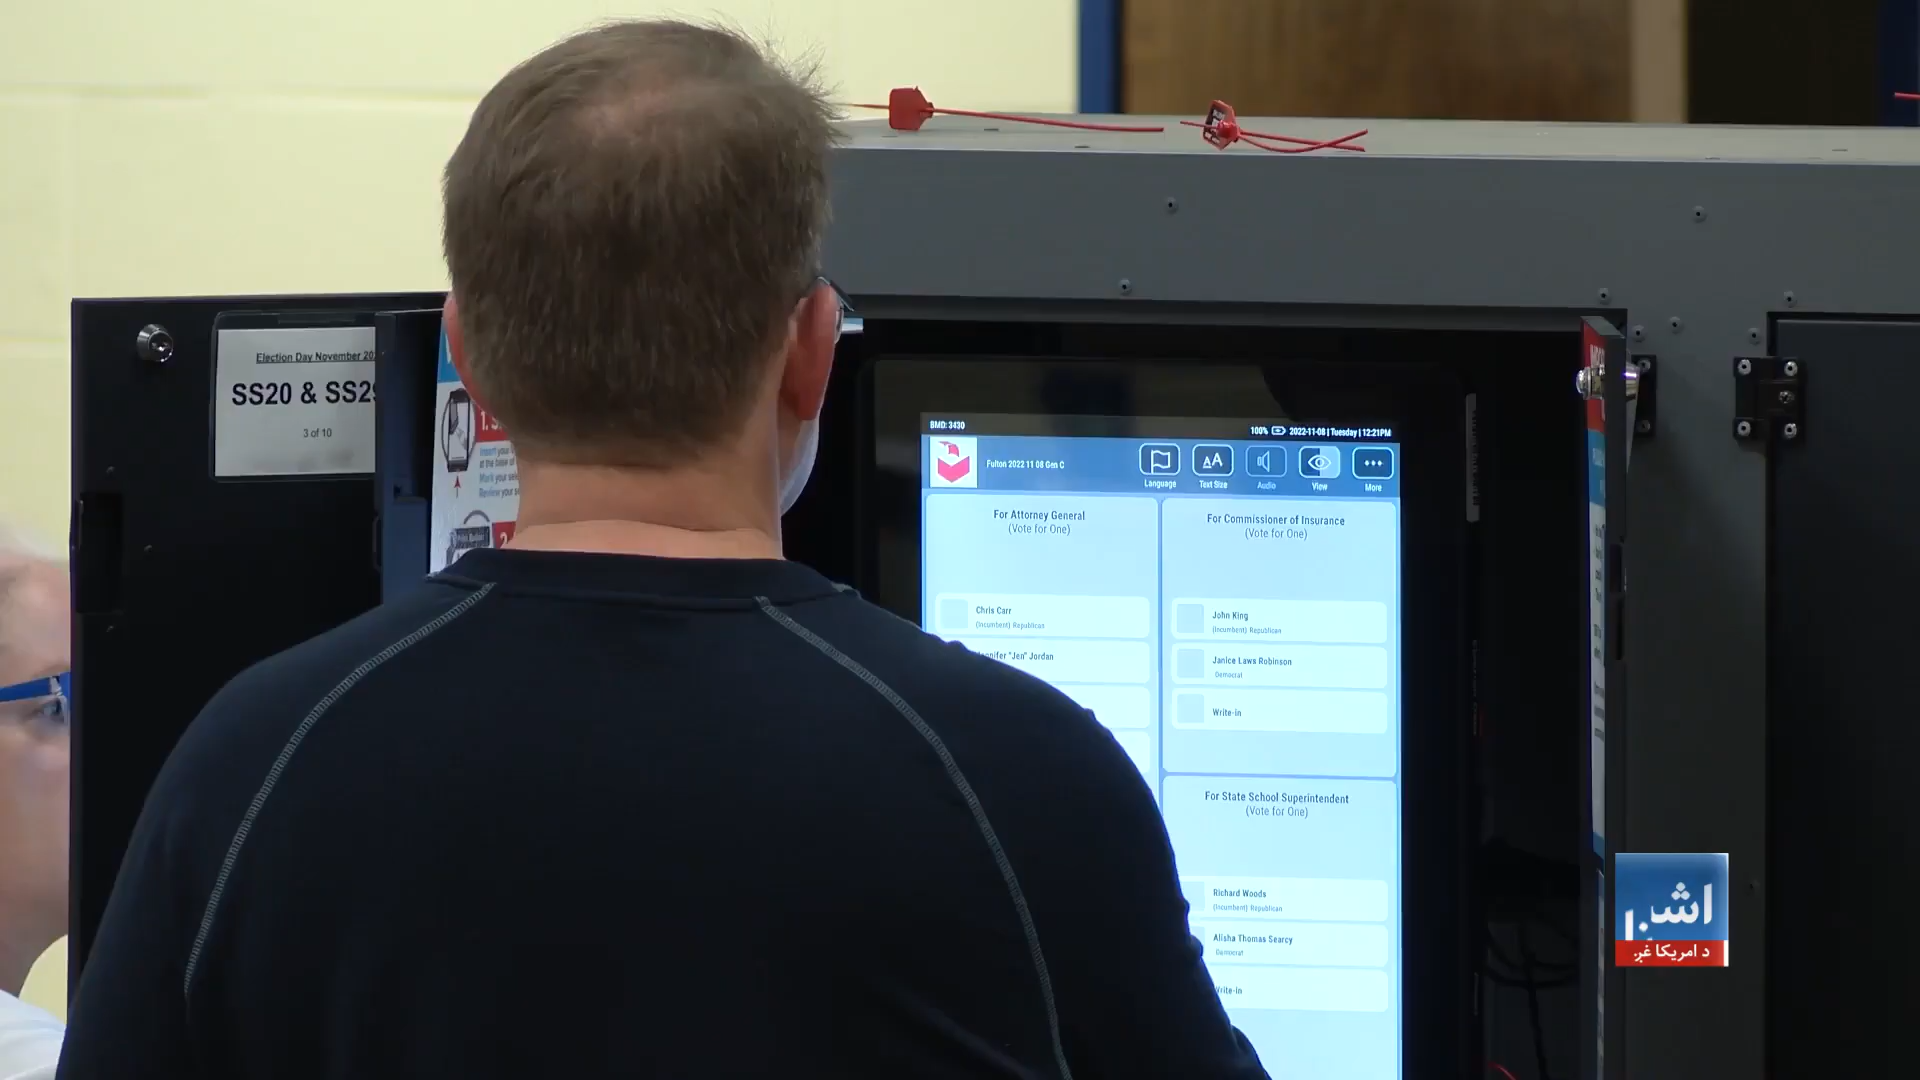 Election Day November 20
SS20 & SS29
3 of 10
BMD: 3430
100% 2022-11-08 | Tuesday | 12:21PM
Fulton 2022 11 08 Gen C
Language
Text Size
Audio
View
More
For Attorney General
(Vote for One)
Chris Carr
(Incumbent) Republican
Jennifer "Jen" Jordan
For Commissioner of Insurance
(Vote for One)
John King
(Incumbent) Republican
Janice Laws Robinson
Democrat
Write-in
For State School Superintendent
(Vote for One)
Richard Woods
(Incumbent) Republican
Alisha Thomas Searcy
Democrat
Write-in
اشنا
د امریکا غږ